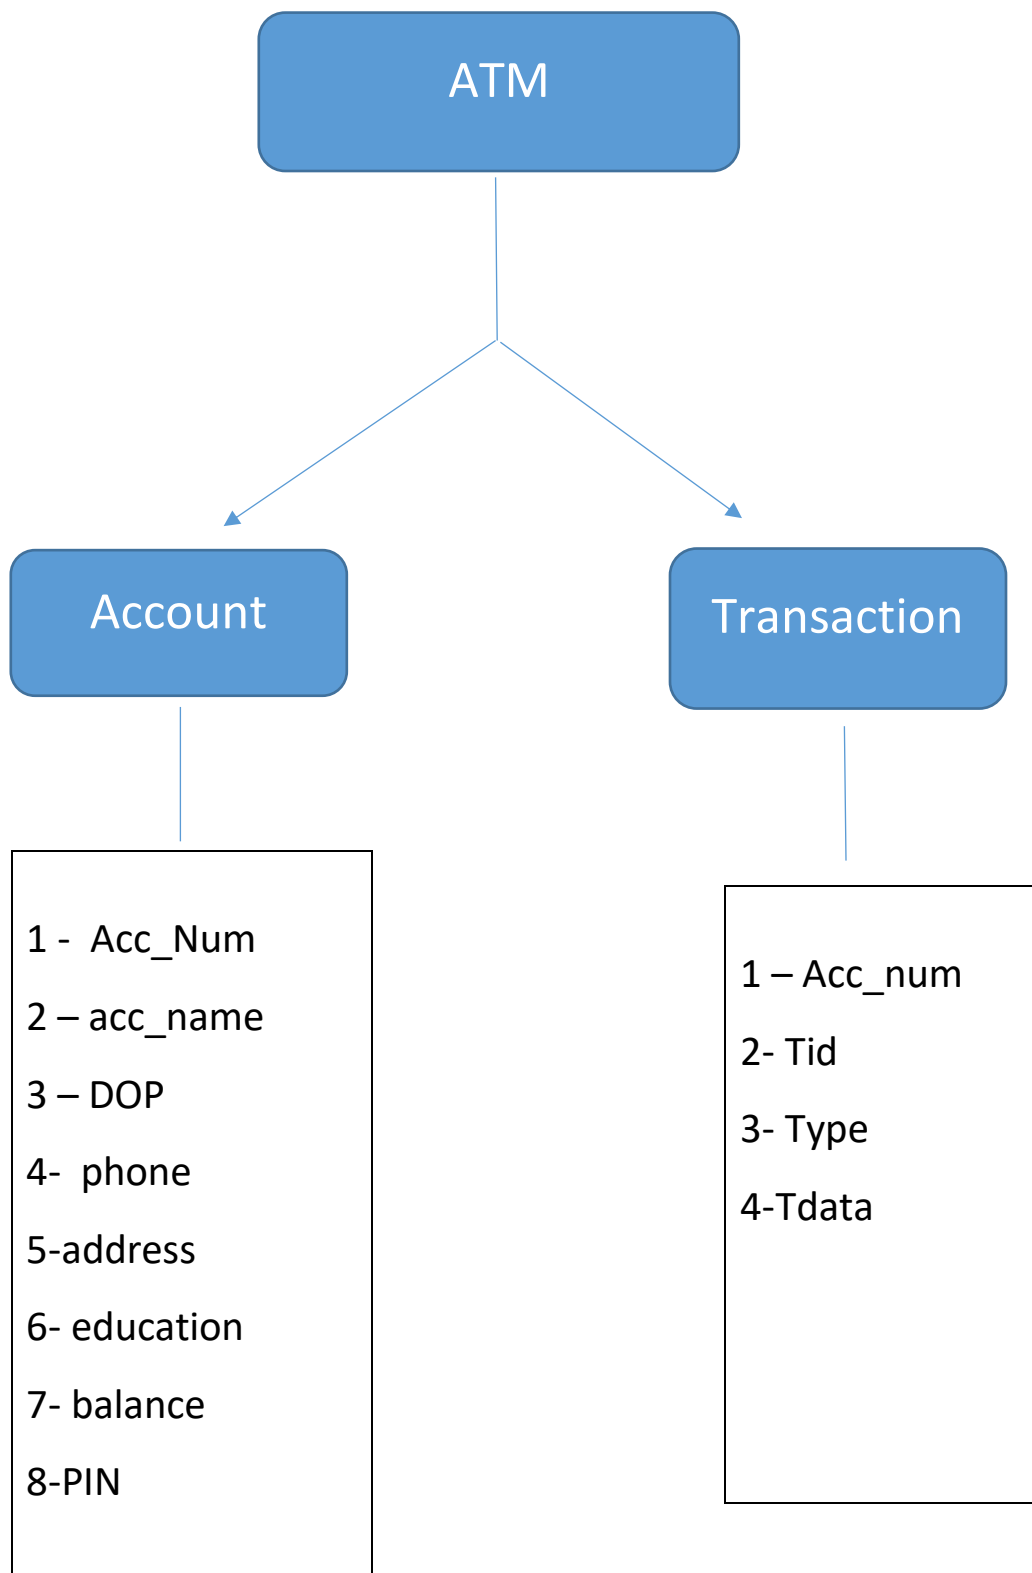 ATM
Account
Transaction
1 -  Acc_Num
2 – acc_name
3 – DOP
4-  phone
5-address
6- education
7- balance
8-PIN
1 – Acc_num
2- Tid
3- Type
4-Tdata